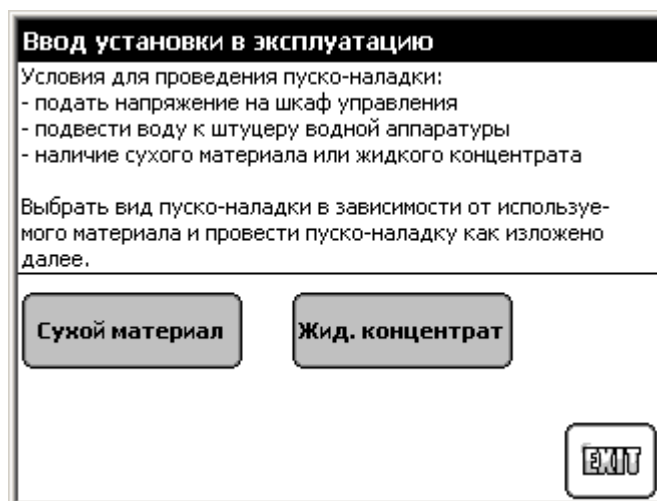 Ввод установки в эксплуатацию
Условия для проведения пуско-наладки:
- подать напряжение на шкаф управления
- подвести воду к штуцеру водной аппаратуры
- наличие сухого материала или жидкого концентрата
Выбрать вид пуско-наладки в зависимости от используе-
мого материала и провести пуско-наладку как изложено
далее.
Сухой материал
Жид. концентрат
EXIT